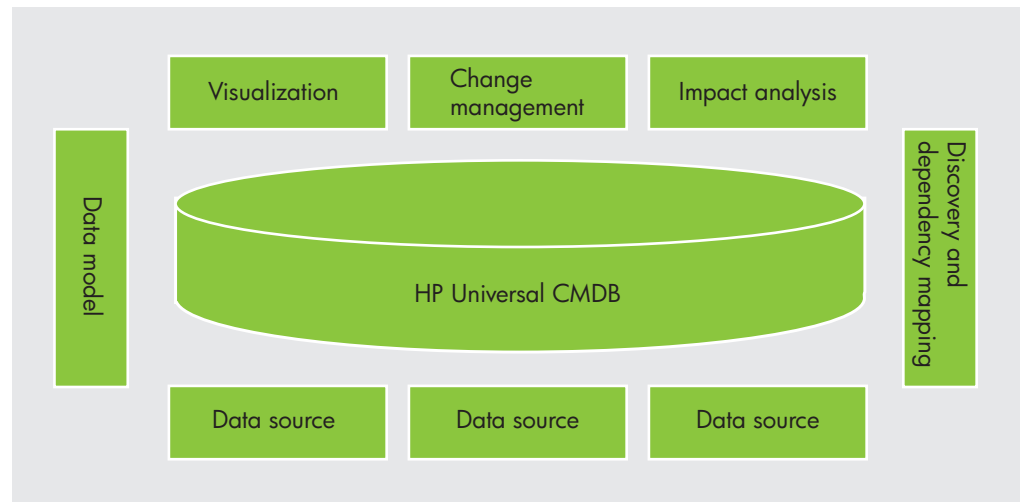 Visualization
Change
management
Impact analysis
Data model
HP Universal CMDB
Discovery and
dependency mapping
Data source
Data source
Data source